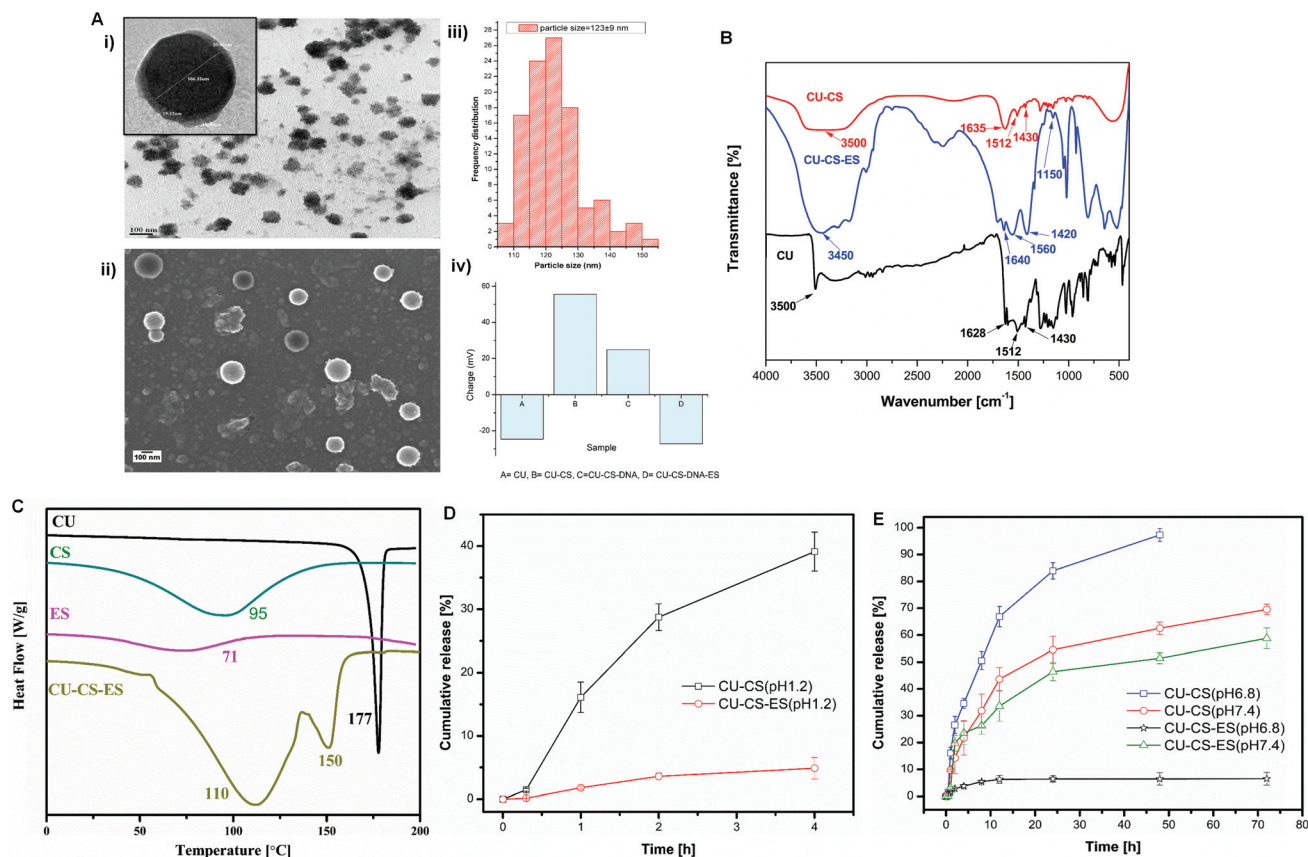 A
i)
166.32nm
19.12nm
100 nm
ii)
100 nm
iii)
particle size=123±9 nm
Frequency distribution
28
26
24
22
20
18
16
14
12
10
8
6
4
2
0
110 120 130 140 150
Particle size (nm)
iv)
Charge (mV)
60
40
20
0
-20
A B C D
Sample
A= CU, B= CU-CS, C=CU-CS-DNA, D= CU-CS-DNA-ES
B
Transmittance [%]
CU-CS
3500
1635
1512
1430
CU-CS-ES
3450
1640
1560
1420
1150
CU
3500
1628
1512
1430
4000 3500 3000 2500 2000 1500 1000 500
Wavenumber [cm-1]
C
Heat Flow [W/g]
CU
CS
95
ES
71
CU-CS-ES
110
150
177
0 50 100 150 200
Temperature [°C]
D
Cumulative release [%]
40
30
20
10
0
CU-CS(pH1.2)
CU-CS-ES(pH1.2)
0 1 2 3 4
Time [h]
E
Cumulative release [%]
100
90
80
70
60
50
40
30
20
10
0
CU-CS(pH6.8)
CU-CS(pH7.4)
CU-CS-ES(pH6.8)
CU-CS-ES(pH7.4)
0 10 20 30 40 50 60 70 80
Time [h]